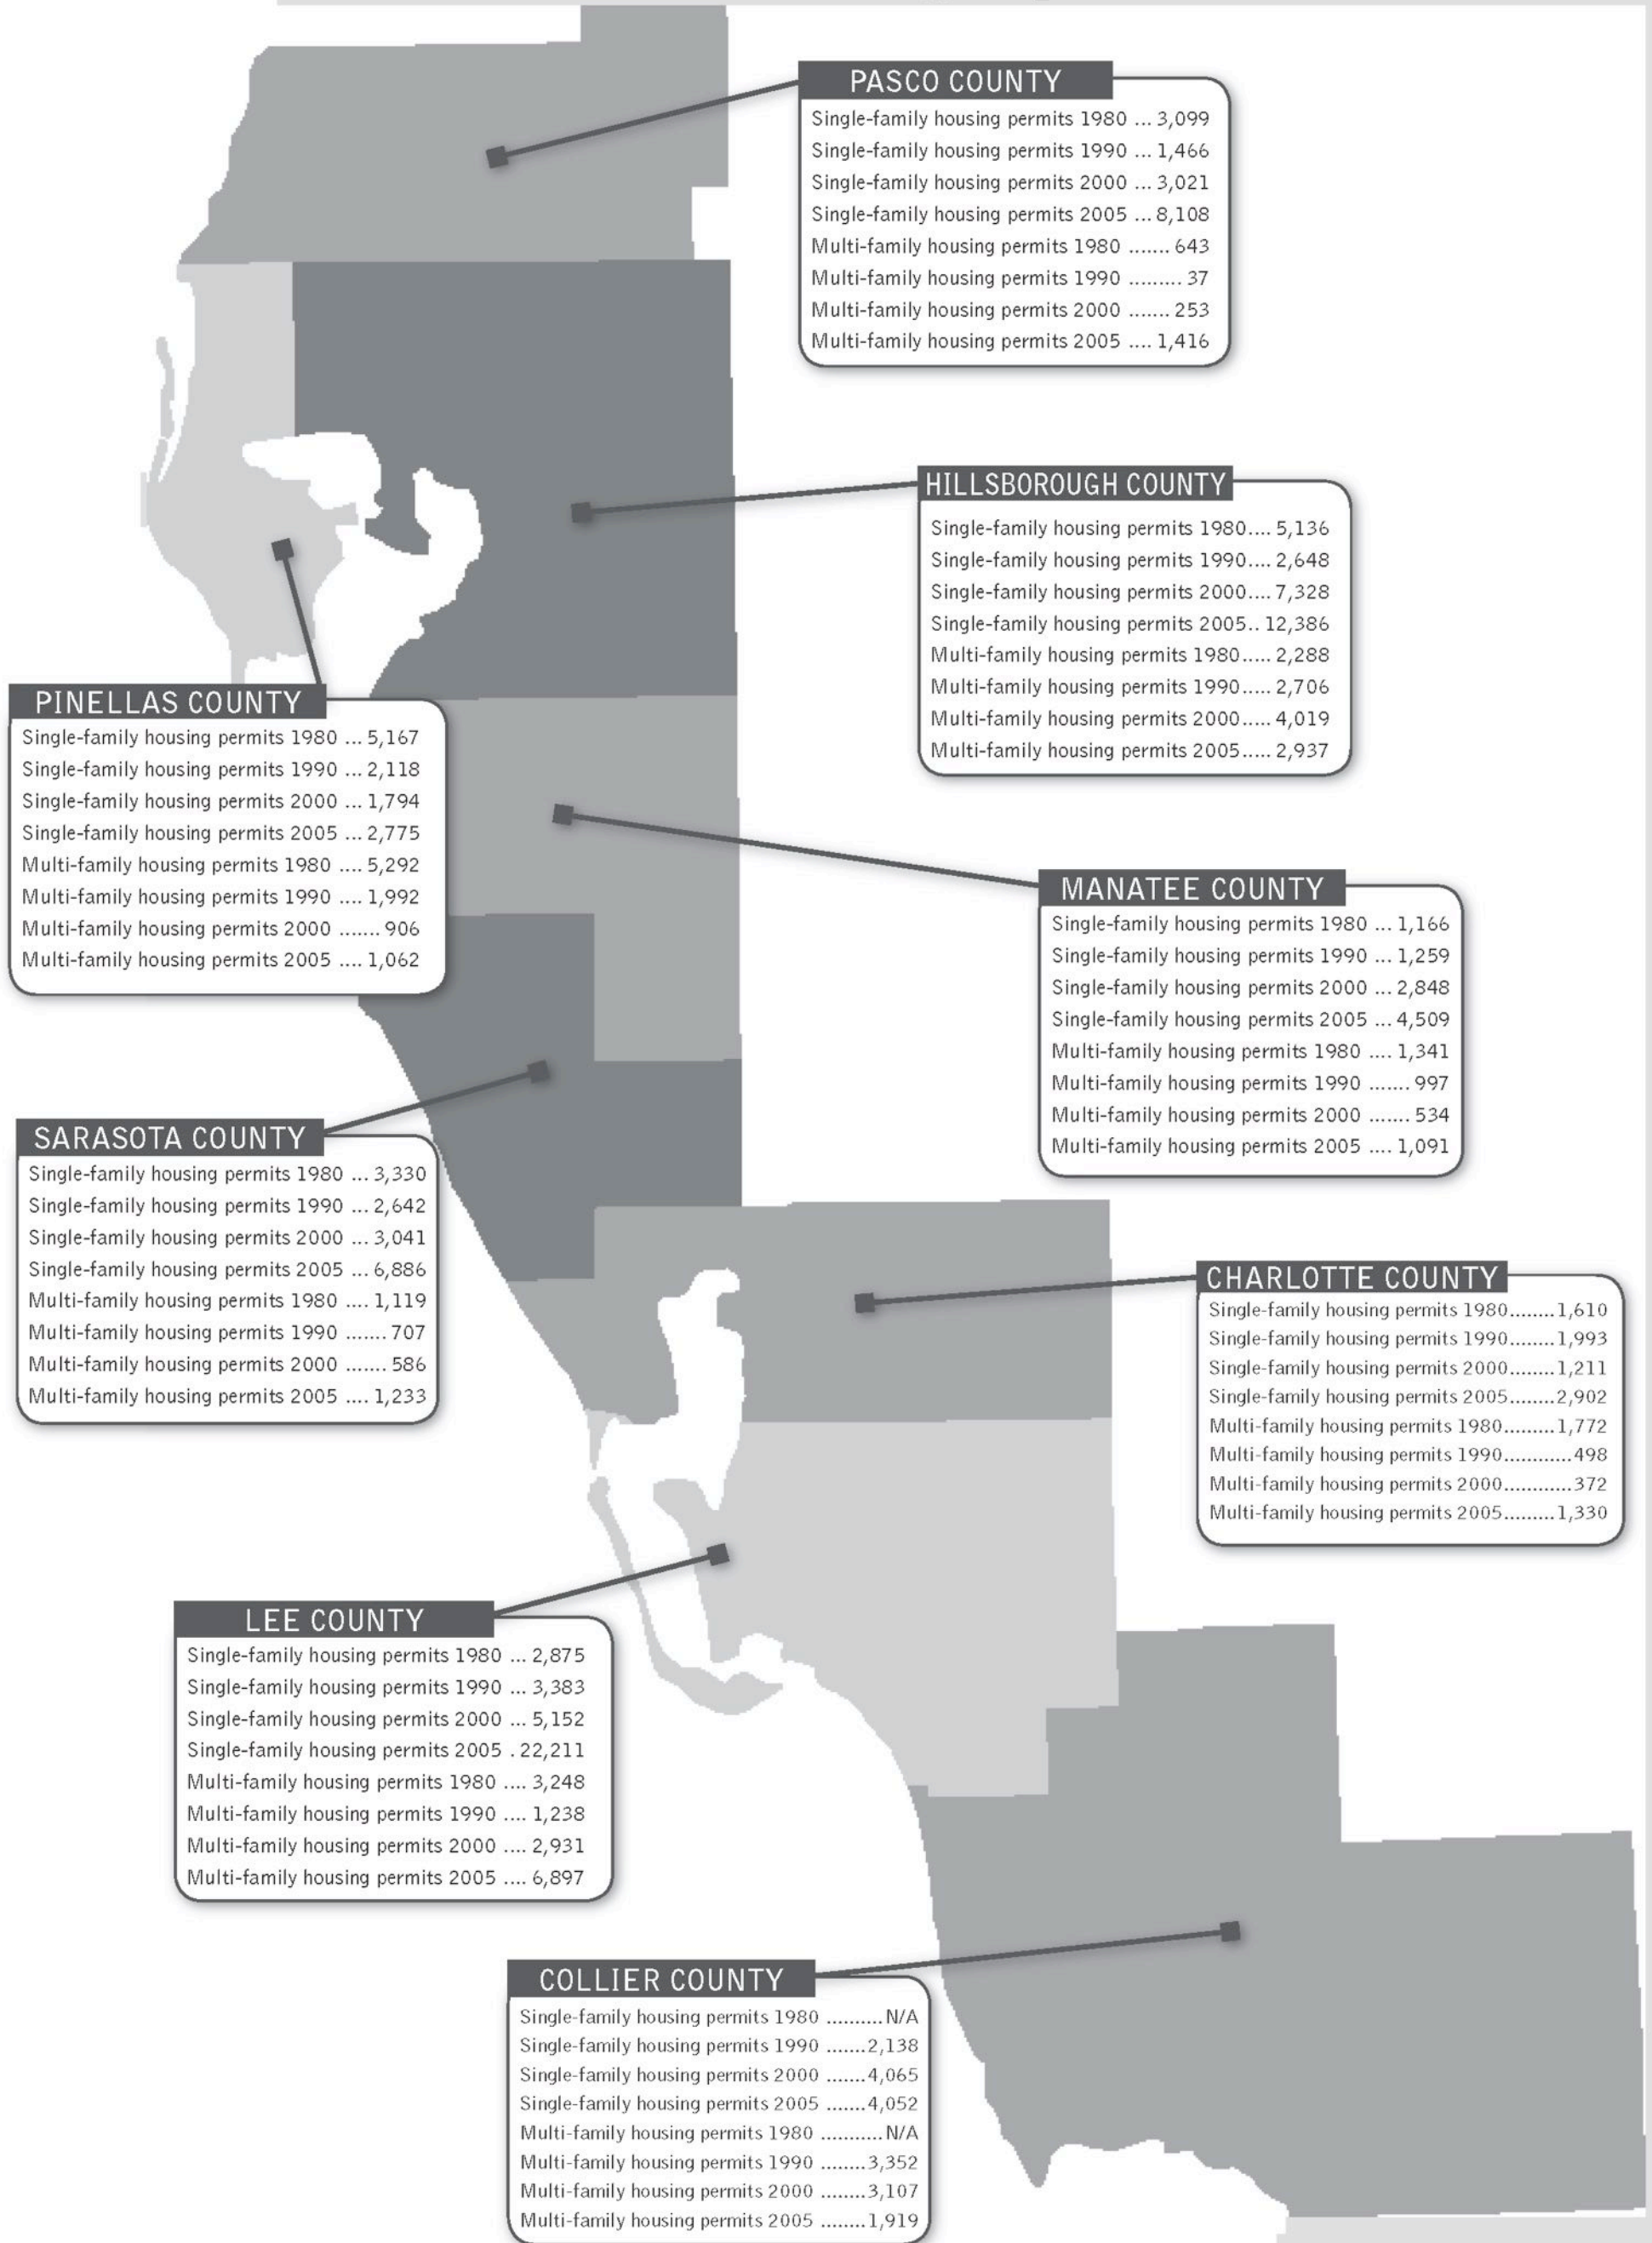 PASCO COUNTY
Single-family housing permits 1980 ... 3,099
Single-family housing permits 1990 ... 1,466
Single-family housing permits 2000 ... 3,021
Single-family housing permits 2005 ... 8,108
Multi-family housing permits 1980 ....... 643
Multi-family housing permits 1990 ......... 37
Multi-family housing permits 2000 ....... 253
Multi-family housing permits 2005 .... 1,416
HILLSBOROUGH COUNTY
Single-family housing permits 1980.... 5,136
Single-family housing permits 1990.... 2,648
Single-family housing permits 2000.... 7,328
Single-family housing permits 2005.. 12,386
Multi-family housing permits 1980..... 2,288
Multi-family housing permits 1990..... 2,706
Multi-family housing permits 2000..... 4,019
Multi-family housing permits 2005..... 2,937
PINELLAS COUNTY
Single-family housing permits 1980 ... 5,167
Single-family housing permits 1990 ... 2,118
Single-family housing permits 2000 ... 1,794
Single-family housing permits 2005 ... 2,775
Multi-family housing permits 1980 .... 5,292
Multi-family housing permits 1990 .... 1,992
Multi-family housing permits 2000 ....... 906
Multi-family housing permits 2005 .... 1,062
MANATEE COUNTY
Single-family housing permits 1980 ... 1,166
Single-family housing permits 1990 ... 1,259
Single-family housing permits 2000 ... 2,848
Single-family housing permits 2005 ... 4,509
Multi-family housing permits 1980 .... 1,341
Multi-family housing permits 1990 ....... 997
Multi-family housing permits 2000 ....... 534
Multi-family housing permits 2005 .... 1,091
SARASOTA COUNTY
Single-family housing permits 1980 ... 3,330
Single-family housing permits 1990 ... 2,642
Single-family housing permits 2000 ... 3,041
Single-family housing permits 2005 ... 6,886
Multi-family housing permits 1980 .... 1,119
Multi-family housing permits 1990 ....... 707
Multi-family housing permits 2000 ....... 586
Multi-family housing permits 2005 .... 1,233
CHARLOTTE COUNTY
Single-family housing permits 1980........1,610
Single-family housing permits 1990........1,993
Single-family housing permits 2000........1,211
Single-family housing permits 2005........2,902
Multi-family housing permits 1980.........1,772
Multi-family housing permits 1990............498
Multi-family housing permits 2000............372
Multi-family housing permits 2005.........1,330
LEE COUNTY
Single-family housing permits 1980 ... 2,875
Single-family housing permits 1990 ... 3,383
Single-family housing permits 2000 ... 5,152
Single-family housing permits 2005 . 22,211
Multi-family housing permits 1980 .... 3,248
Multi-family housing permits 1990 .... 1,238
Multi-family housing permits 2000 .... 2,931
Multi-family housing permits 2005 .... 6,897
COLLIER COUNTY
Single-family housing permits 1980 ..........N/A
Single-family housing permits 1990 .......2,138
Single-family housing permits 2000 .......4,065
Single-family housing permits 2005 .......4,052
Multi-family housing permits 1980 ...........N/A
Multi-family housing permits 1990 ........3,352
Multi-family housing permits 2000 ........3,107
Multi-family housing permits 2005 ........1,919